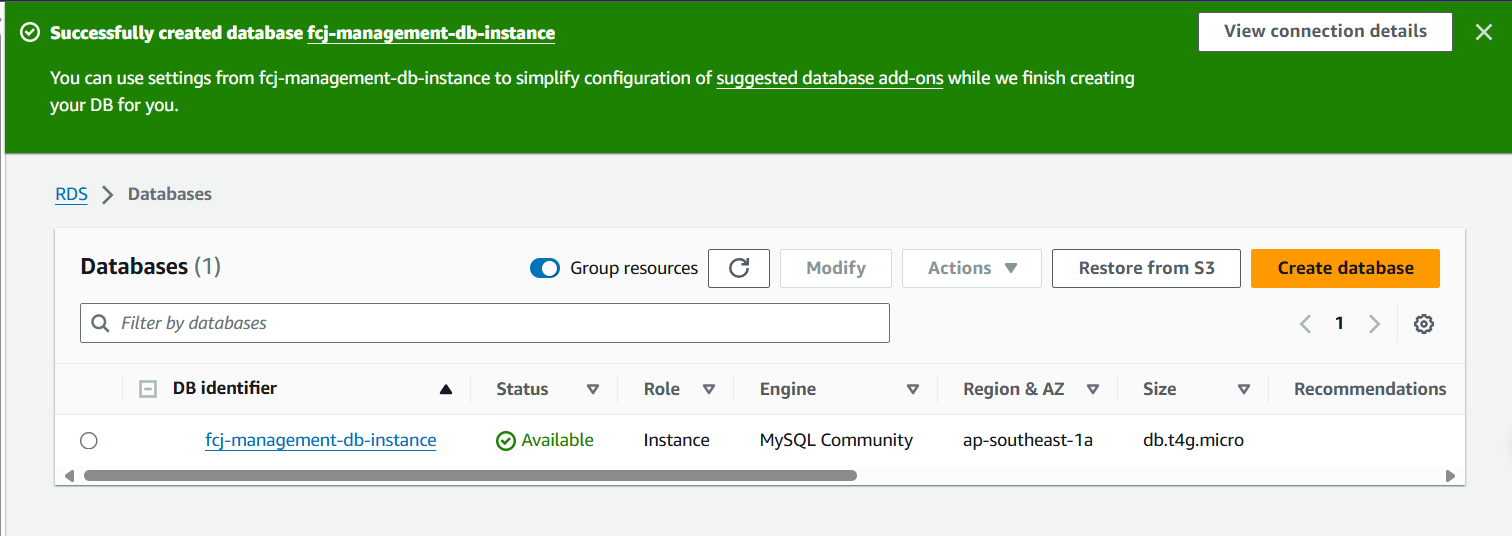 Successfully created database fcj-management-db-instance
View connection details
You can use settings from fcj-management-db-instance to simplify configuration of suggested database add-ons while we finish creating
your DB for you.
RDS Databases
Databases (1)
Group resources
Modify
Actions
Restore from S3
Create database
Filter by databases
1
DB identifier Status Role Engine Region & AZ Size Recommendations
fcj-management-db-instance Available Instance MySQL Community ap-southeast-1a db.t4g.micro